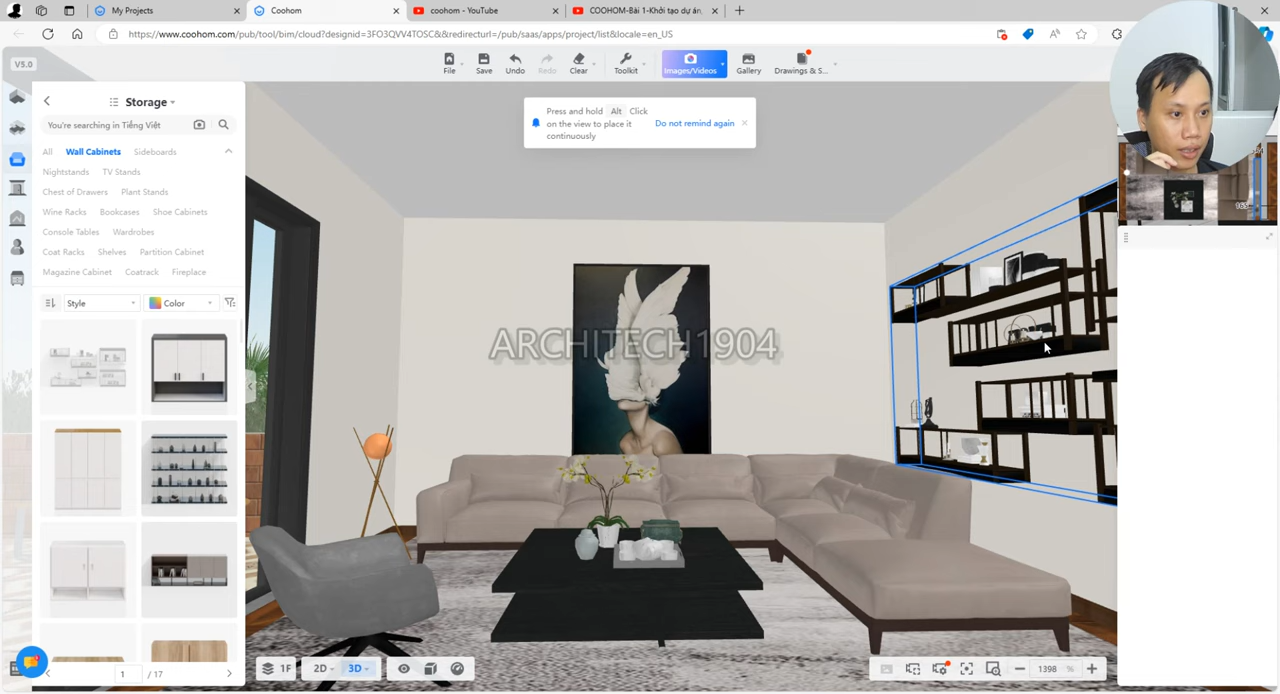 My Projects
Coohom
coohom - YouTube
COOHOM-Bài 1-Khởi tạo dự án,
https://www.coohom.com/pub/tool/bim/cloud?designid=3FO3QVV4TOSC&&redirecturl=/pub/saas/apps/project/list&locale=en_US
V5.0
File
Save
Undo
Redo
Clear
Toolkit
Images/Videos
Gallery
Drawings & S...
Storage
You're searching in Tiếng Việt
All Wall Cabinets Sideboards
Nightstands TV Stands
Chest of Drawers Plant Stands
Wine Racks Bookcases Shoe Cabinets
Console Tables Wardrobes
Coat Racks Shelves Partition Cabinet
Magazine Cabinet Coatrack Fireplace
Style
Color
Press and hold Alt Click
on the view to place it
continuously
Do not remind again
ARCHITECH1904
165
1 / 17
1F
2D
3D
1398 %